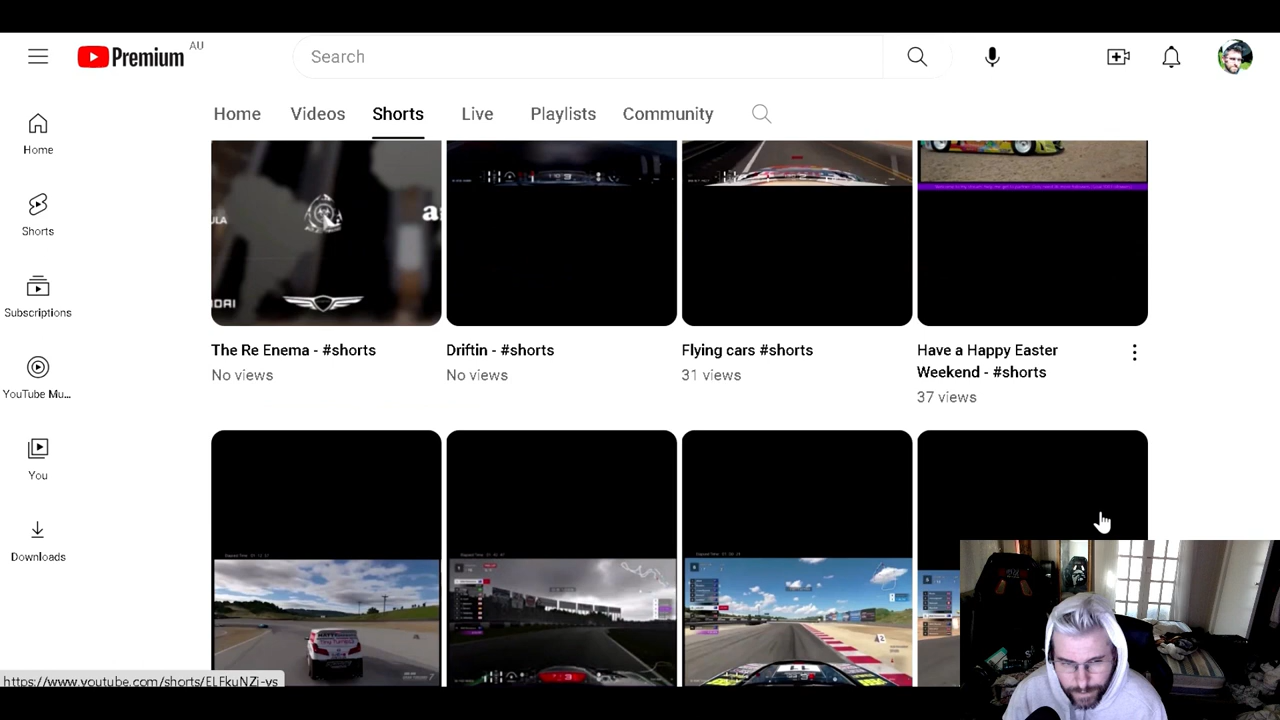 Premium AU
Search
Home Videos Shorts Live Playlists Community
Home
Shorts
Subscriptions
YouTube Mu...
You
Downloads
The Re Enema - #shorts
No views
Driftin - #shorts
No views
Flying cars #shorts
31 views
Have a Happy Easter
Weekend - #shorts
37 views
https://www.youtube.com/shorts/ELFkuNZj-vs